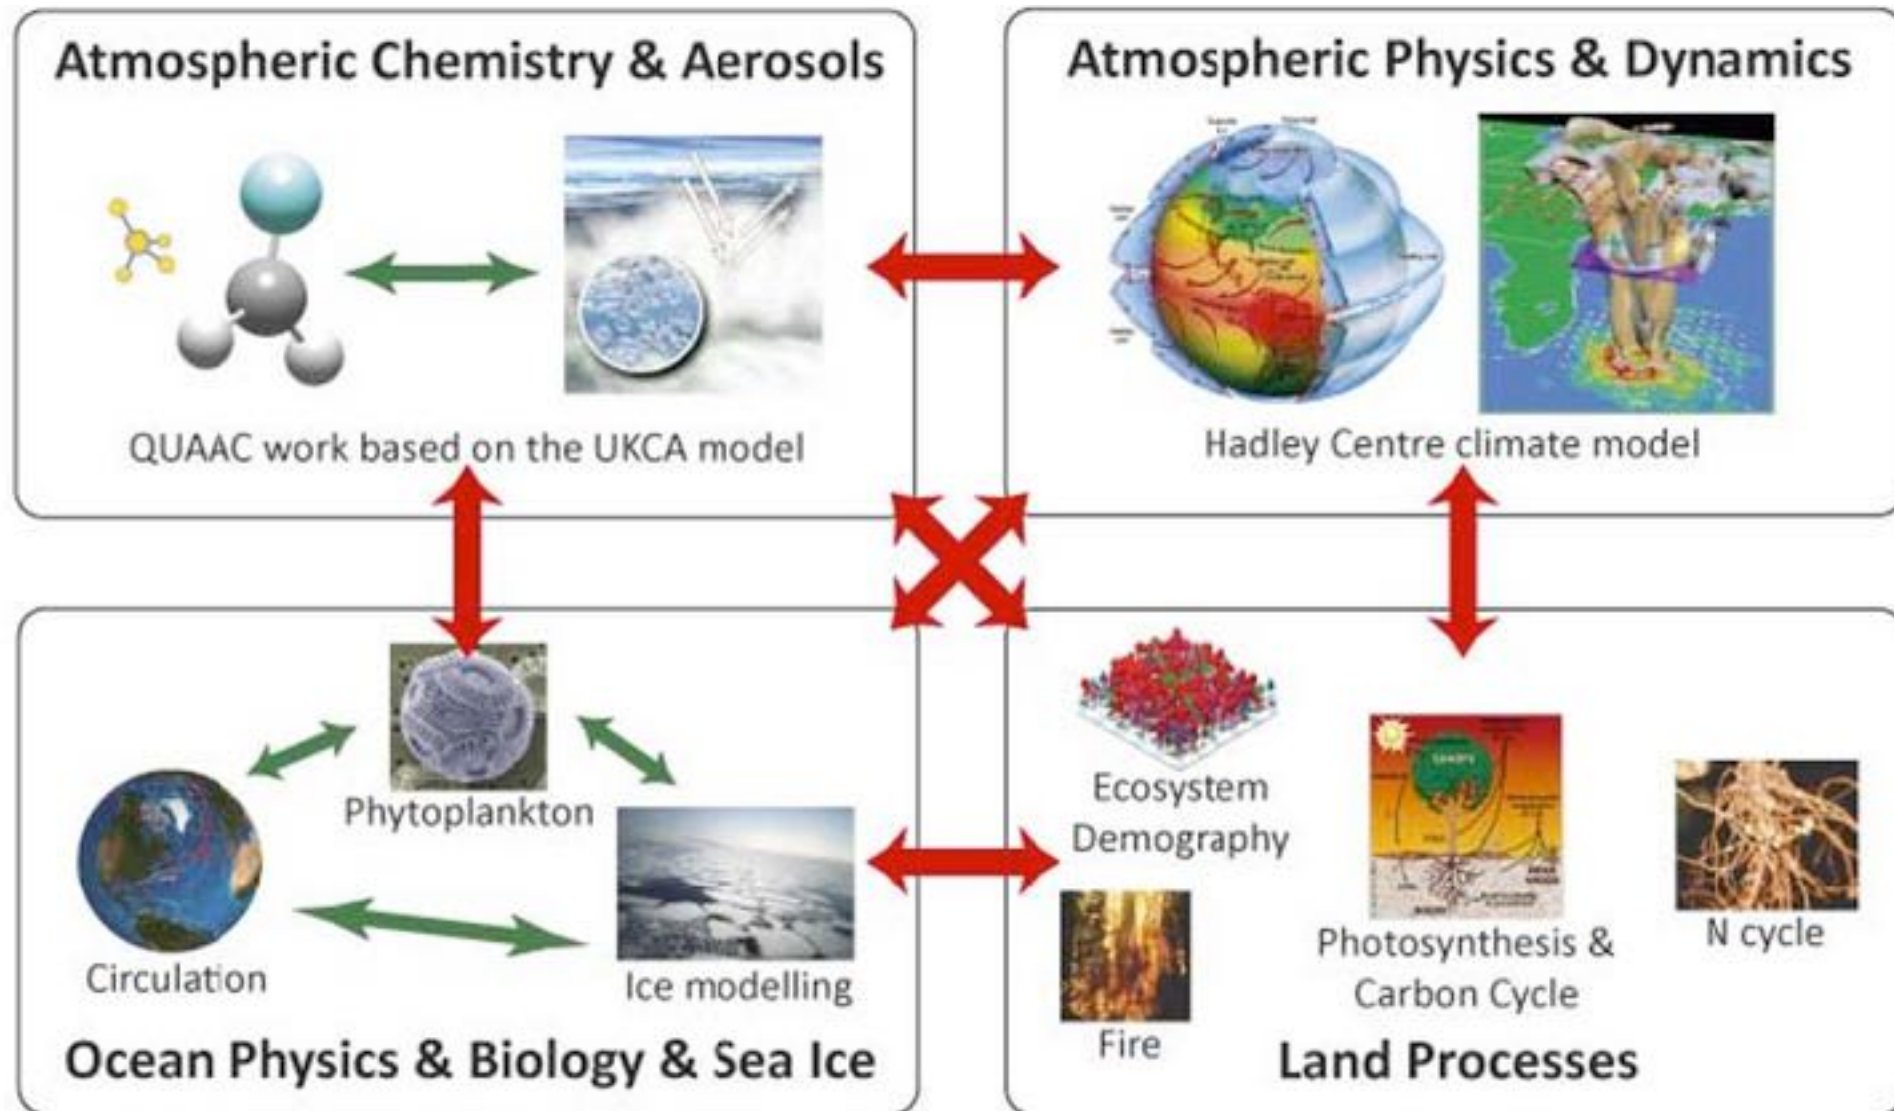 Atmospheric Chemistry & Aerosols
QUAAC work based on the UKCA model
Atmospheric Physics & Dynamics
Hadley Centre climate model
Phytoplankton
Circulation
Ice modelling
Ocean Physics & Biology & Sea Ice
Ecosystem
Demography
Fire
Photosynthesis &
Carbon Cycle
N cycle
Land Processes